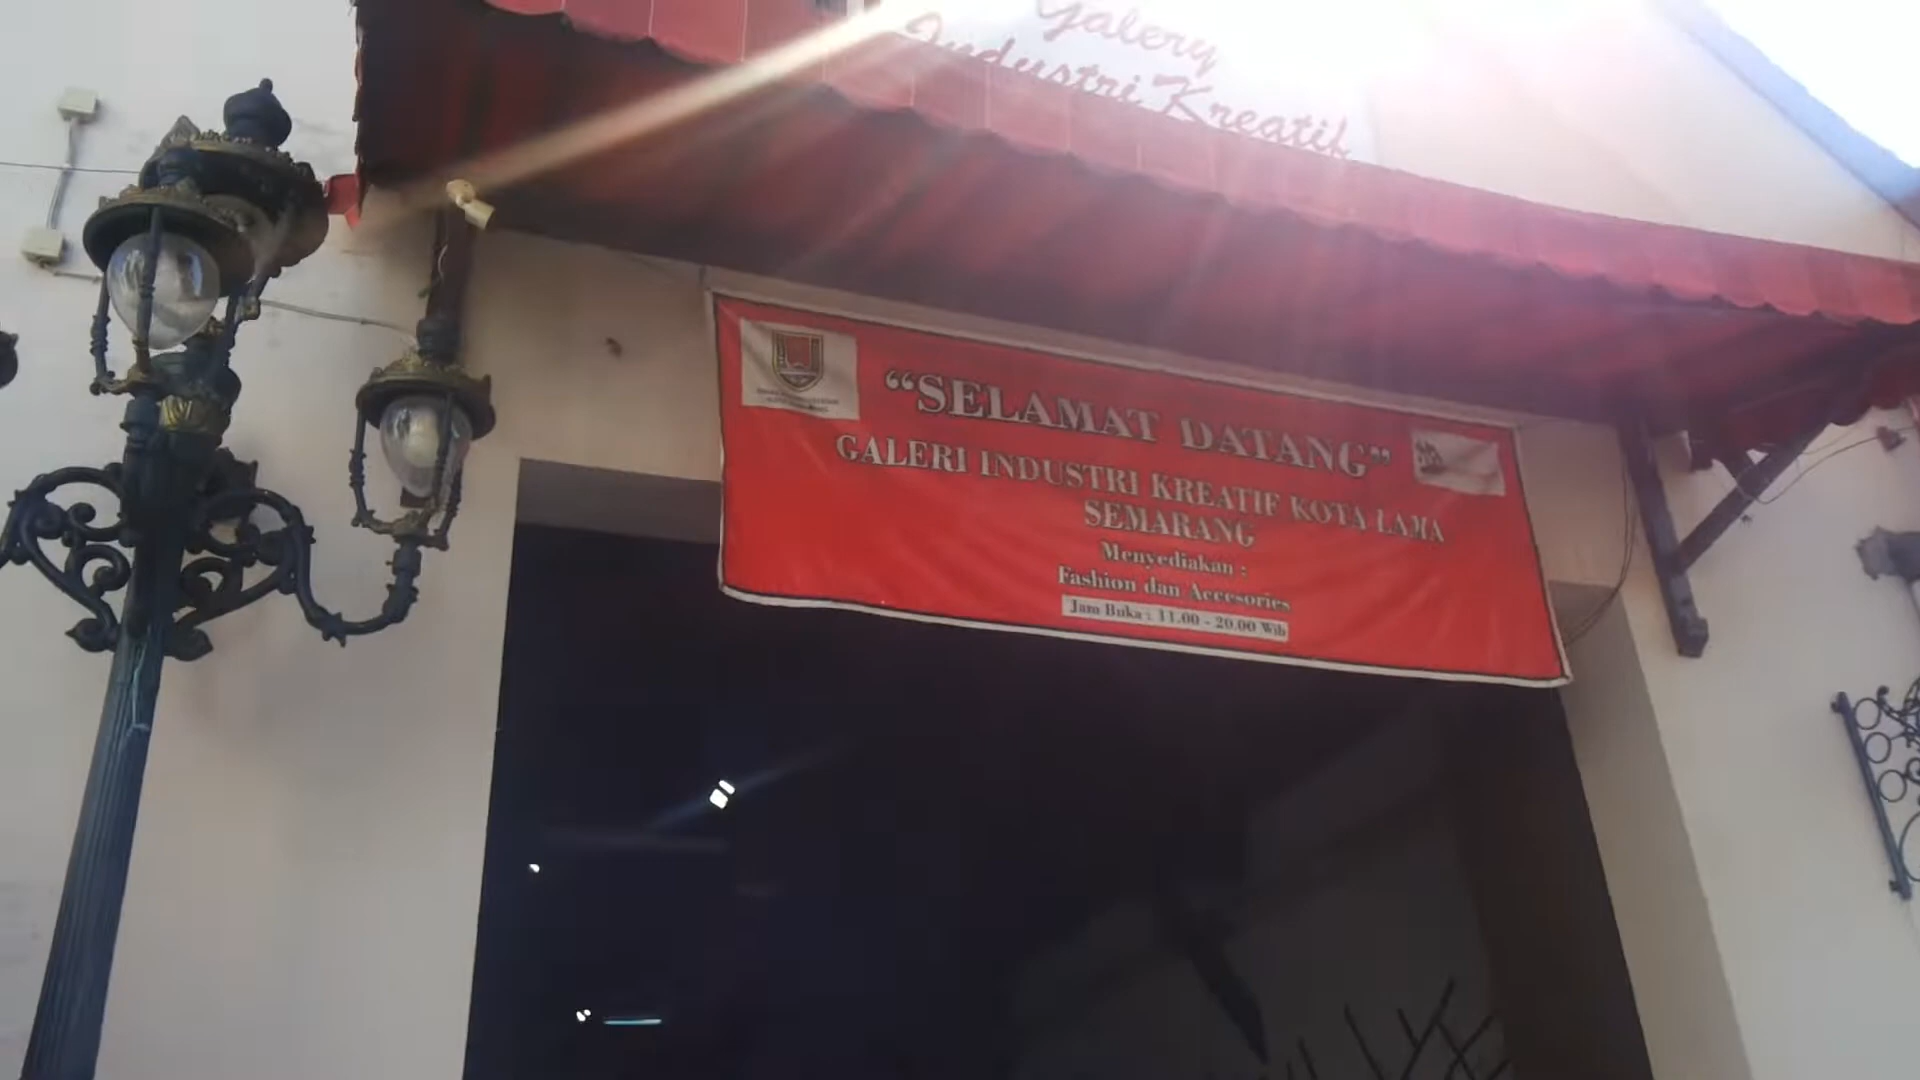 Galery
Industri Kreatif
“SELAMAT DATANG”
GALERI INDUSTRI KREATIF KOTA LAMA
SEMARANG
Menyediakan :
Fashion dan Accesories
Jam Buka : 11.00 - 20.00 Wib